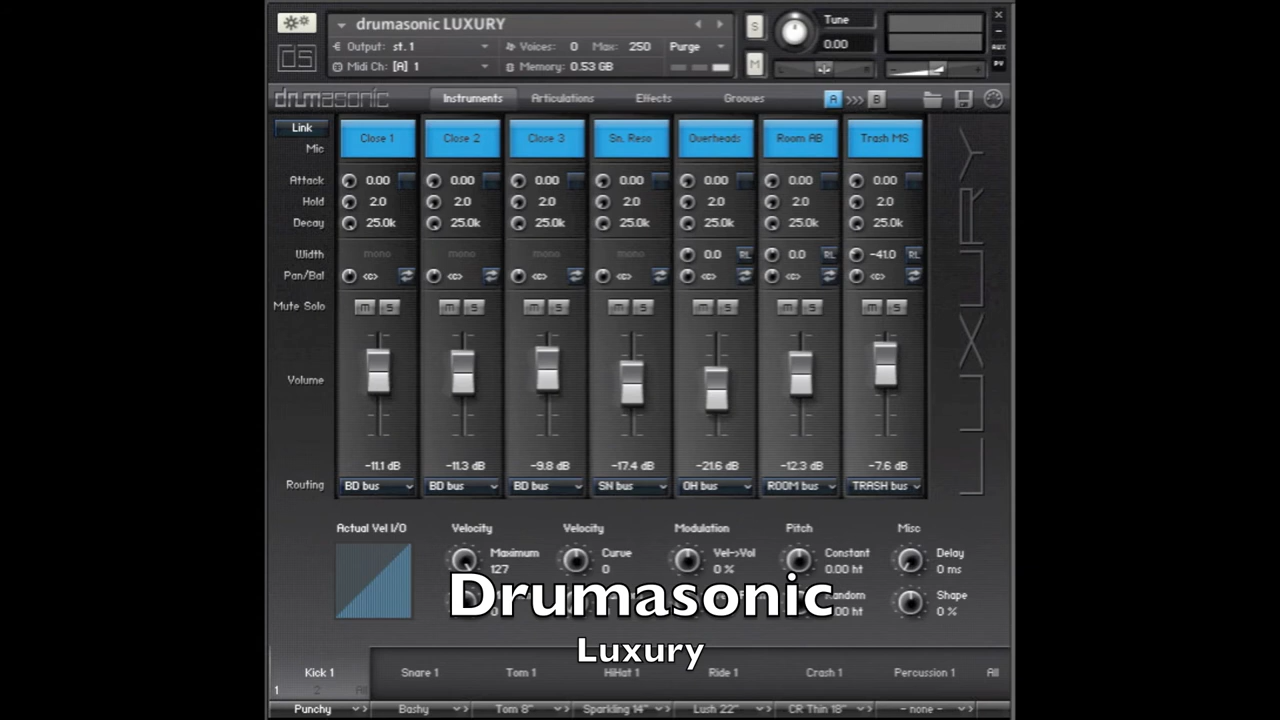 drumasonic LUXURY
S
Tune
Output: st. 1
Voices: 0 Max: 250 Purge
0.00
AUX
Midi Ch: [A] 1
Memory: 0.53 GB
M
PV
ds
drumasonic
Instruments Articulations Effects Grooves A >>> B
Link
Mic
Close 1 Close 2 Close 3 Sn. Reso Overheads Room AB Trash MS
Attack 0.00 0.00 0.00 0.00 0.00 0.00 0.00
Hold 2.0 2.0 2.0 2.0 2.0 2.0 2.0
Decay 25.0k 25.0k 25.0k 25.0k 25.0k 25.0k 25.0k
Width mono mono mono mono 0.0 RL 0.0 RL -41.0 RL
Pan/Bal
Mute Solo m s m s m s m s m s m s m s
Volume
-11.1 dB -11.3 dB -9.8 dB -17.4 dB -21.6 dB -12.3 dB -7.6 dB
Routing BD bus BD bus BD bus SN bus OH bus ROOM bus TRASH bus
LUXURY
Actual Vel I/O Velocity Velocity Modulation Pitch Misc
Maximum Curve Vel->Vol Constant Delay
127 0 0 % 0.00 ht 0 ms
Random Shape
0 % 
Drumasonic
Luxury
Kick 1 Snare 1 Tom 1 HiHat 1 Ride 1 Crash 1 Percussion 1 All
1 2 All
Punchy Bashy Tom 8" Sparkling 14" Lush 22" CR Thin 18" - none -